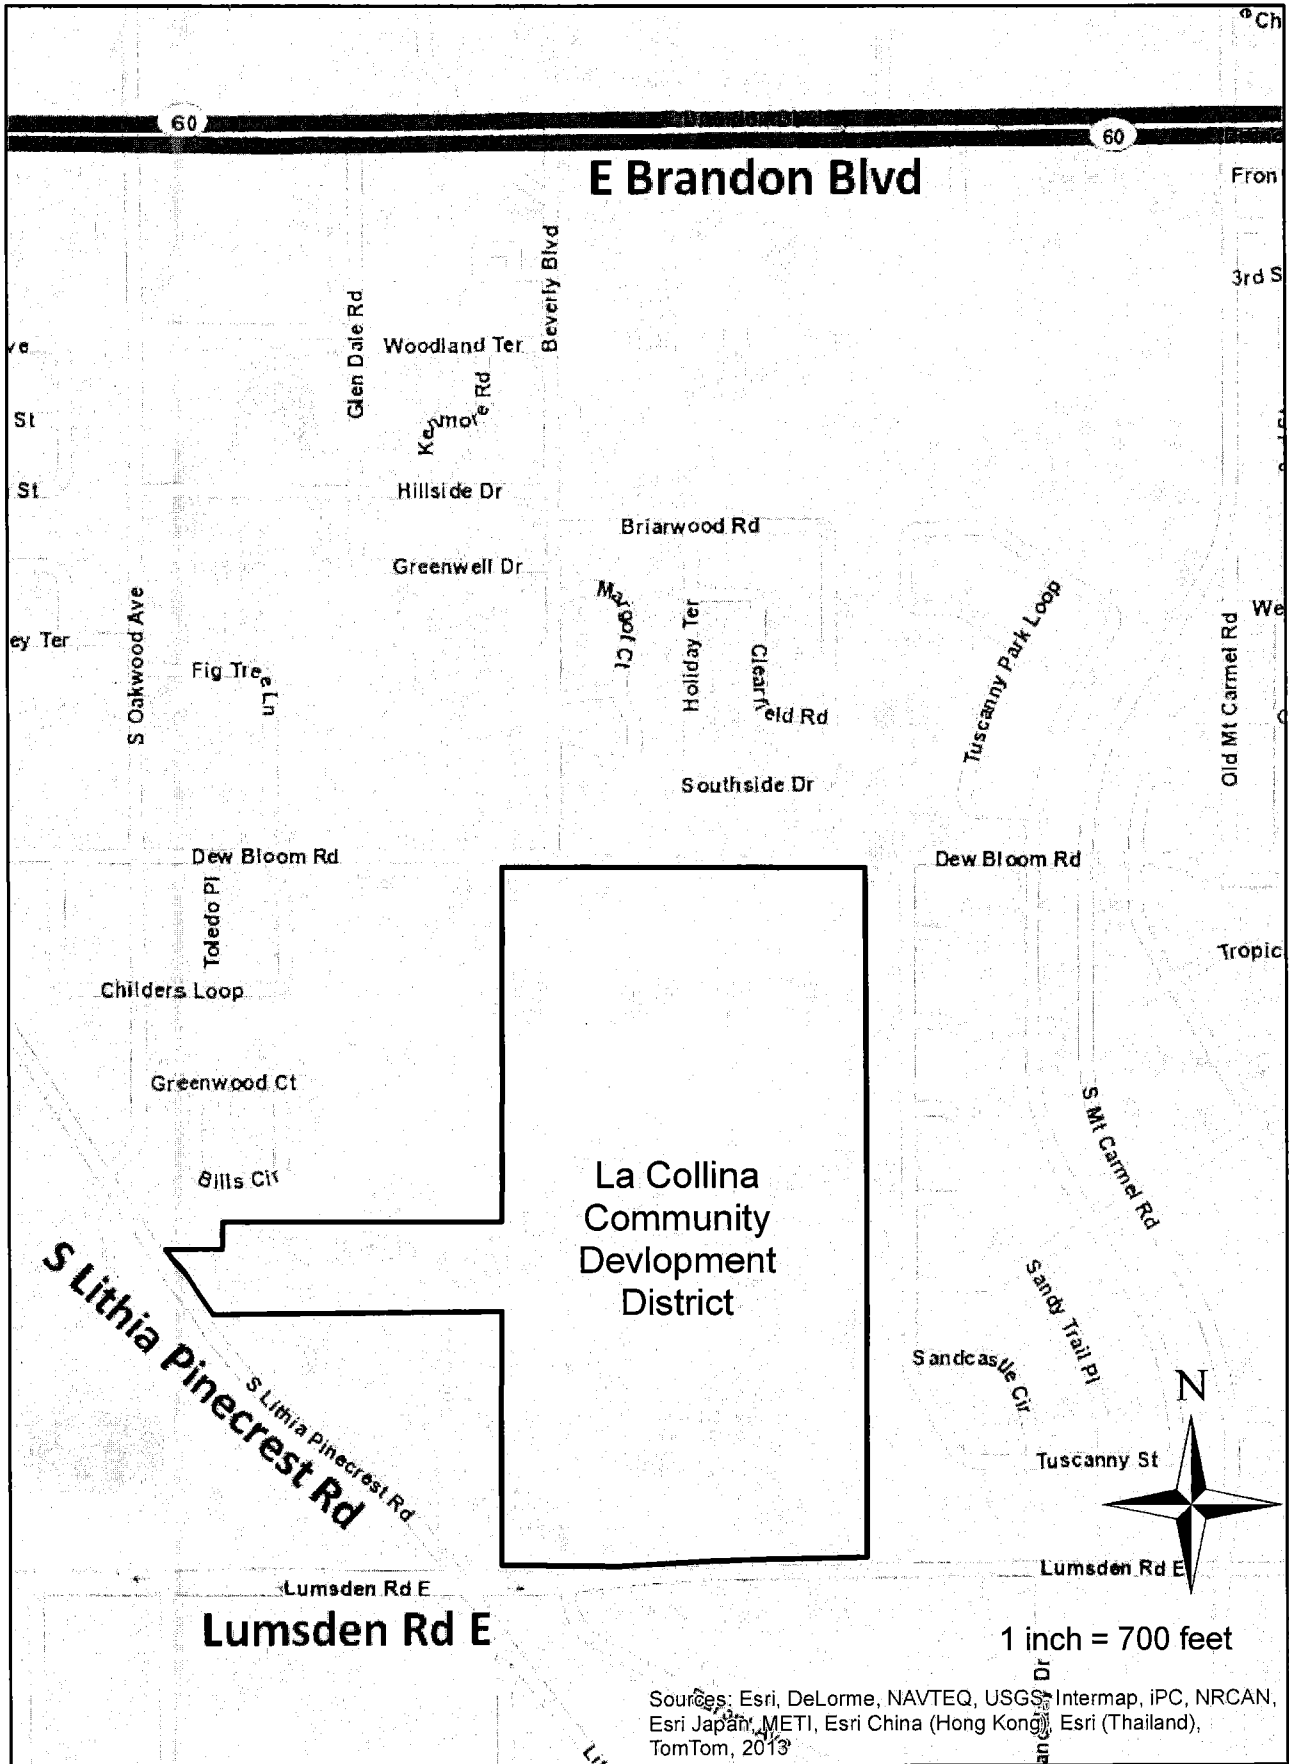 Ch
60
60
E Brandon Blvd
Fron
3rd S
Beverly Blvd
Glen Dale Rd
Woodland Ter
ve
Kenmore Rd
St
St
Hillside Dr
Briarwood Rd
Greenwell Dr
Margot Ct
Holiday Ter
Clearfield Rd
Tuscanny Park Loop
We
Old Mt Carmel Rd
S Oakwood Ave
ey Ter
Fig Tree Ln
Southside Dr
Dew Bloom Rd
Dew Bloom Rd
Toledo Pl
Tropic
Childers Loop
Greenwood Ct
S Mt Carmel Rd
Bills Cir
La Collina
Community
Devlopment
District
S Lithia Pinecrest Rd
S Lithia Pinecrest Rd
Sandy Trail Pl
Sandcastle Cir
N
Tuscanny St
Lumsden Rd E
Lumsden Rd E
Lumsden Rd E
1 inch = 700 feet
Sources: Esri, DeLorme, NAVTEQ, USGS, Intermap, iPC, NRCAN,
Esri Japan, METI, Esri China (Hong Kong), Esri (Thailand),
TomTom, 2013